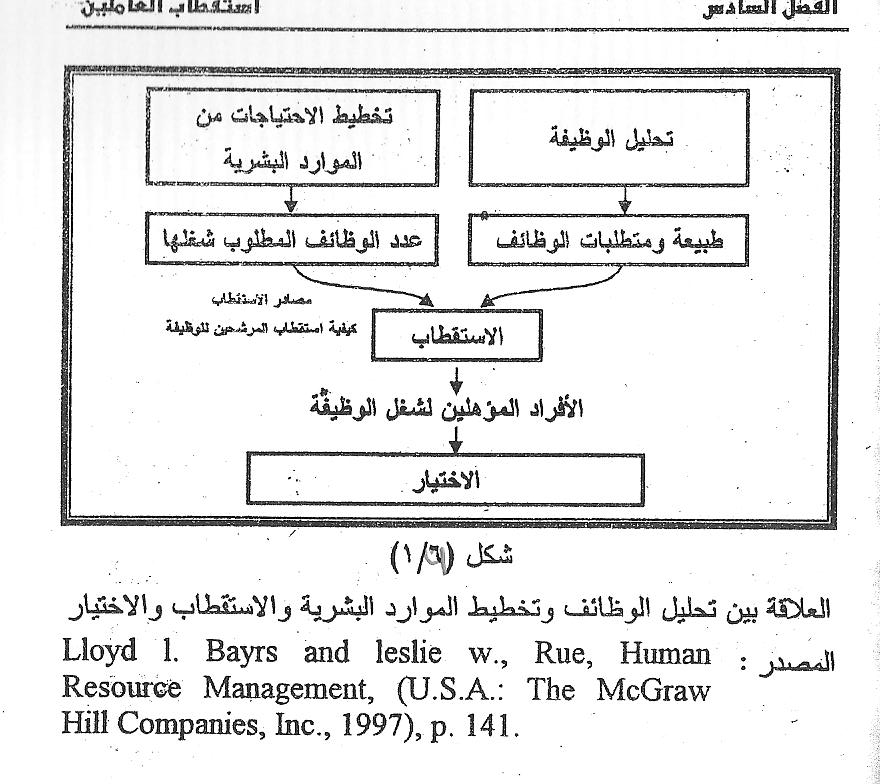 الفصل السادس
استقطاب العاملين
تحليل الوظيفة
تخطيط الاحتياجات من
الموارد البشرية
طبيعة ومتطلبات الوظائف
عدد الوظائف المطلوب شغلها
مصادر الاستقطاب
كيفية استقطاب المرشحين للوظيفة
الاستقطاب
الأفراد المؤهلين لشغل الوظيفة
الاختيار
شكل (١/٦)
العلاقة بين تحليل الوظائف وتخطيط الموارد البشرية والاستقطاب والاختيار
المصدر : Lloyd l. Bayrs and leslie w., Rue, Human
Resource Management, (U.S.A.: The McGraw
Hill Companies, Inc., 1997), p. 141.